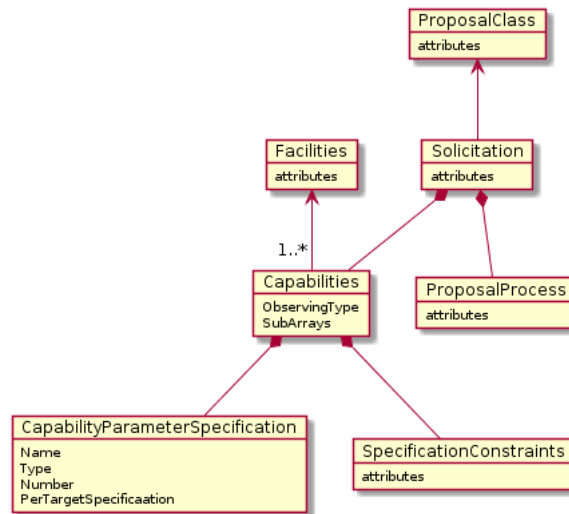 ProposalClass
attributes
Facilities
attributes
Solicitation
attributes
1..*
Capabilities
ObservingType
SubArrays
ProposalProcess
attributes
CapabilityParameterSpecification
Name
Type
Number
PerTargetSpecificaation
SpecificationConstraints
attributes